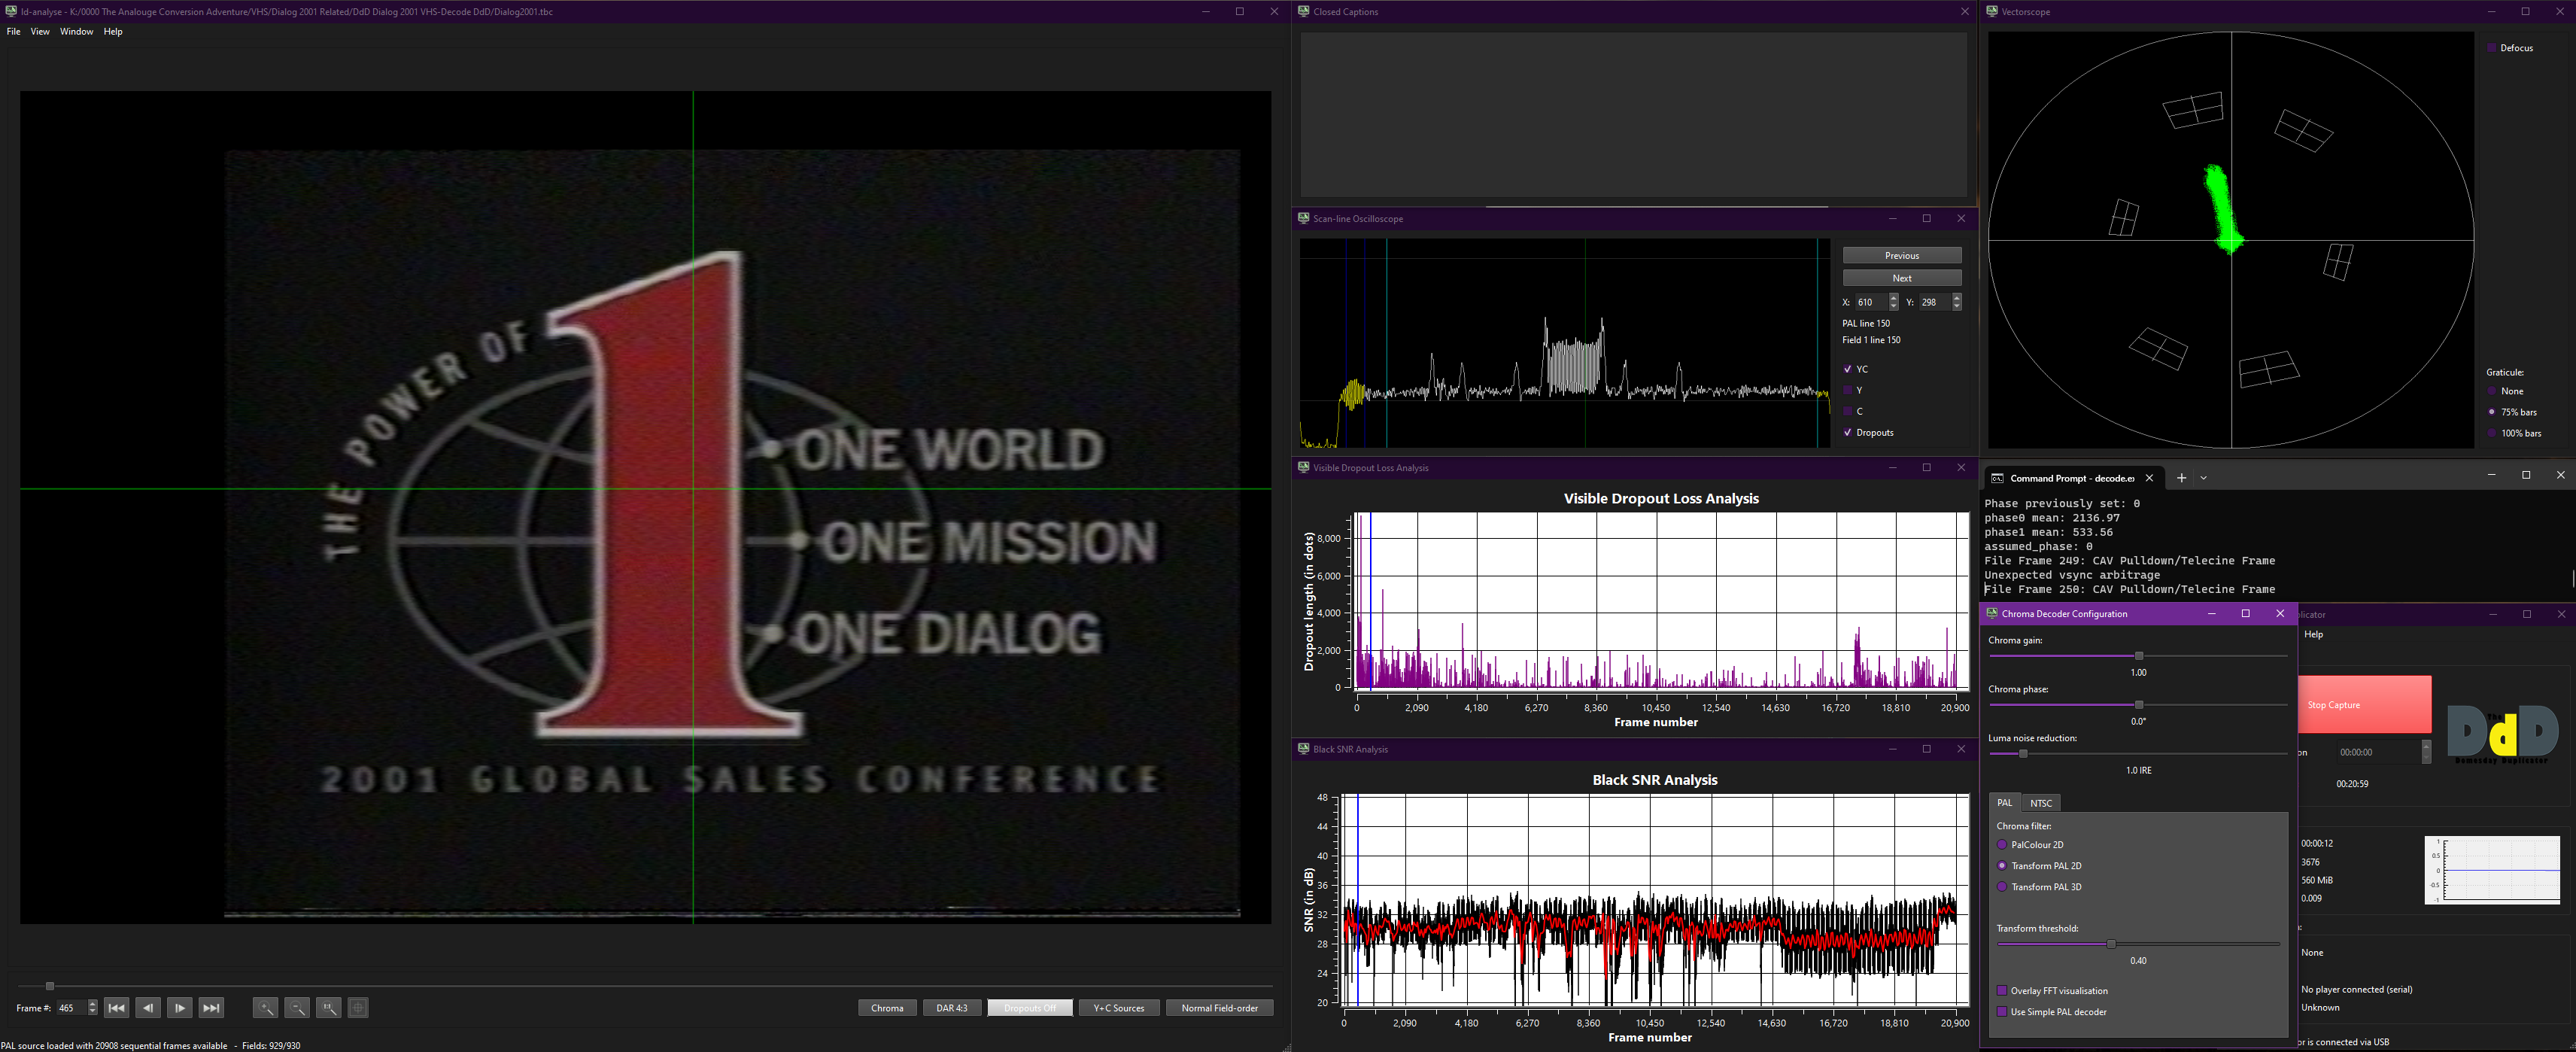 ld-analyse - K:/0000 The Analouge Conversion Adventure/VHS/Dialog 2001 Related/DdD Dialog 2001 VHS-Decode DdD/Dialog2001.tbc
File View Window Help
THE POWER OF
1
ONE WORLD
ONE MISSION
ONE DIALOG
2001 GLOBAL SALES CONFERENCE
Frame #: 465
Chroma
DAR 4:3
Dropouts Off
Y+C Sources
Normal Field-order
PAL source loaded with 20908 sequential frames available - Fields: 929/930
Closed Captions
Scan-line Oscilloscope
Previous
Next
X: 610 Y: 298
PAL line 150
Field 1 line 150
YC
Y
C
Dropouts
Visible Dropout Loss Analysis
Visible Dropout Loss Analysis
Dropout length (in dots)
8,000
6,000
4,000
2,000
0
0 2,090 4,180 6,270 8,360 10,450 12,540 14,630 16,720 18,810 20,900
Frame number
Black SNR Analysis
Black SNR Analysis
SNR (in dB)
48
44
40
36
32
28
24
20
0 2,090 4,180 6,270 8,360 10,450 12,540 14,630 16,720 18,810 20,900
Frame number
Vectorscope
Defocus
Graticule:
None
75% bars
100% bars
Command Prompt - decode.e
Phase previously set: 0
phase0 mean: 2136.97
phase1 mean: 533.56
assumed_phase: 0
File Frame 249: CAV Pulldown/Telecine Frame
Unexpected vsync arbitrage
File Frame 250: CAV Pulldown/Telecine Frame
Chroma Decoder Configuration
Chroma gain:
1.00
Chroma phase:
0.0°
Luma noise reduction:
1.0 IRE
PAL NTSC
Chroma filter:
PalColour 2D
Transform PAL 2D
Transform PAL 3D
Transform threshold:
0.40
Overlay FFT visualisation
Use Simple PAL decoder
licator
Help
Stop Capture
The
DdD
Domesday Duplicator
on 00:00:00
00:20:59
00:00:12
3676
560 MiB
0.009
1
0.5
0
-0.5
-1
None
No player connected (serial)
Unknown
or is connected via USB